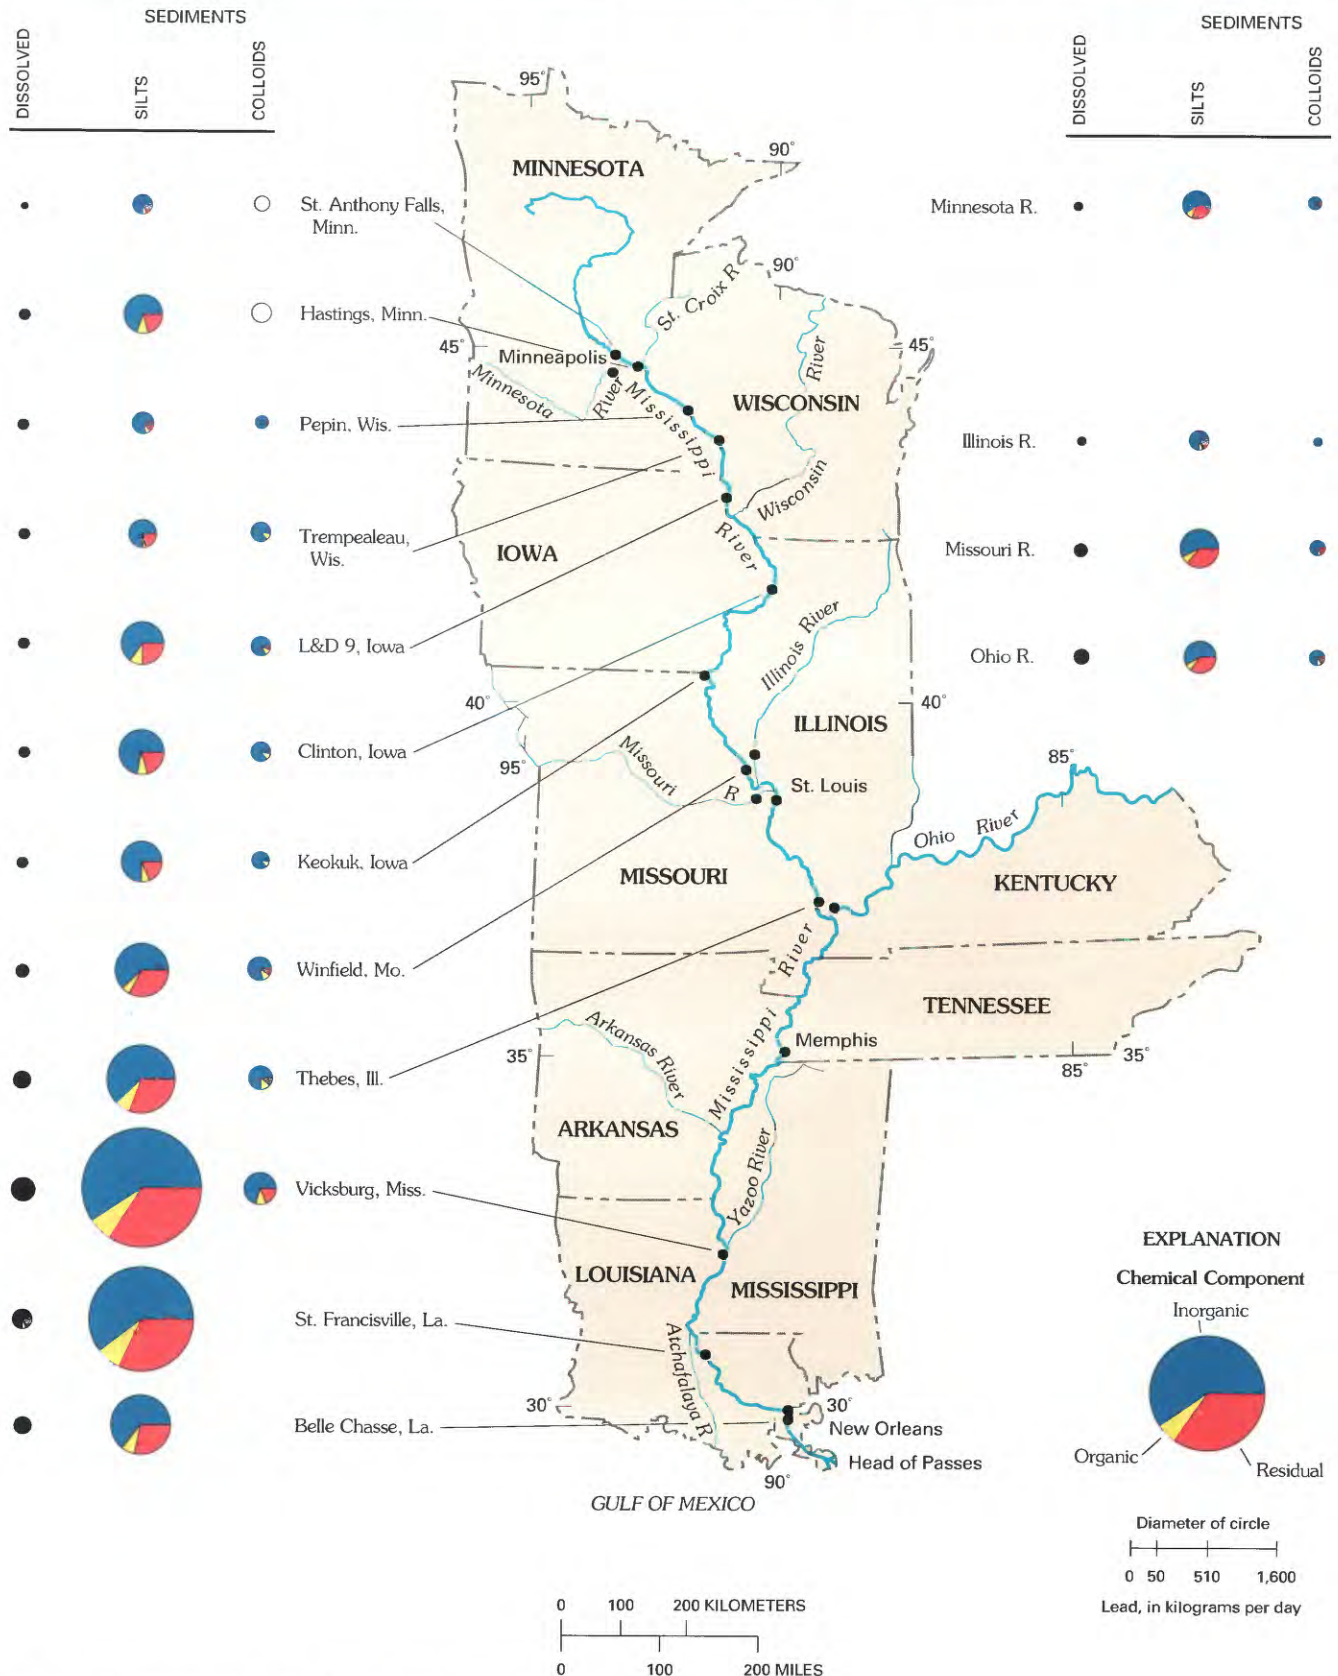 SEDIMENTS
DISSOLVED
SILTS
COLLOIDS
SEDIMENTS
DISSOLVED
SILTS
COLLOIDS
95°
90°
MINNESOTA
St. Anthony Falls,
Minn.
Minnesota R.
90°
St. Croix R
Hastings, Minn.
45°
Minneapolis
45°
Minnesota
River
Mississippi
River
WISCONSIN
Pepin, Wis.
Illinois R.
Wisconsin
Trempealeau,
Wis.
IOWA
River
Missouri R.
L&D 9, Iowa
Illinois River
Ohio R.
40°
40°
ILLINOIS
Clinton, Iowa
95°
Missouri
R
St. Louis
85°
Ohio River
Keokuk, Iowa
MISSOURI
KENTUCKY
Winfield, Mo.
River
TENNESSEE
Arkansas River
Mississippi
Memphis
35°
85°
35°
Thebes, Ill.
ARKANSAS
Yazoo River
Vicksburg, Miss.
LOUISIANA
MISSISSIPPI
EXPLANATION
Chemical Component
Inorganic
St. Francisville, La.
Atchafalaya R
30°
30°
Belle Chasse, La.
New Orleans
Head of Passes
90°
Organic
Residual
GULF OF MEXICO
Diameter of circle
0 50 510 1,600
Lead, in kilograms per day
0 100 200 KILOMETERS
0 100 200 MILES